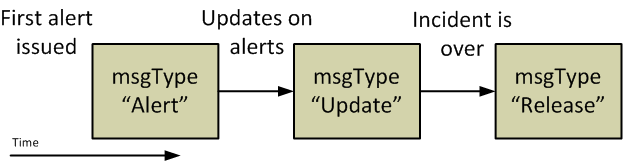 First alert
issued
Updates on
alerts
Incident is
over
msgType
“Alert”
msgType
“Update”
msgType
“Release”
Time